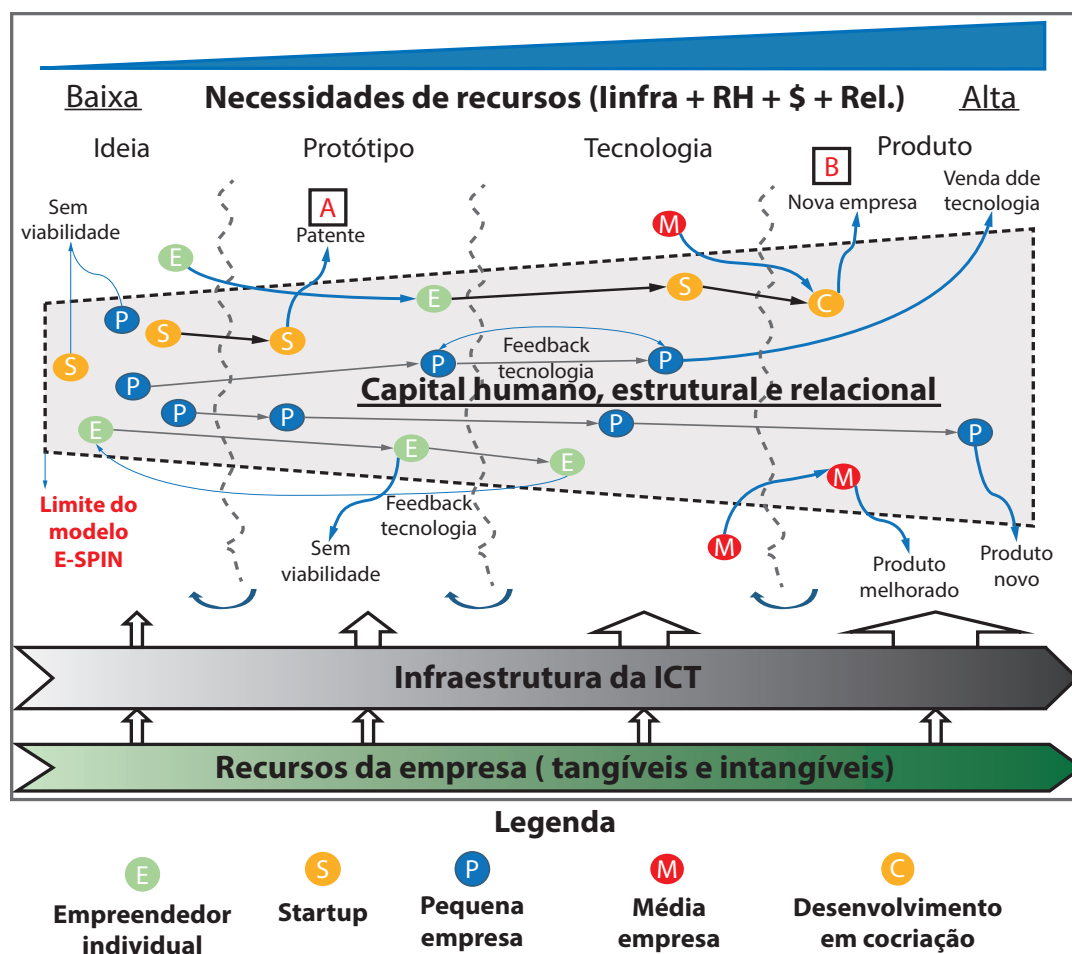 Baixa
Necessidades de recursos (Iinfra + RH + $ + Rel.)
Alta
Ideia
Protótipo
Tecnologia
Produto
Sem
viabilidade
A
Patente
B
Nova empresa
Venda dde
tecnologia
E
M
E
S
C
P
S
S
S
P
P
P
Feedback
tecnologia
Capital humano, estrutural e relacional
P
P
P
P
E
E
E
M
M
Limite do
modelo
E-SPIN
Feedback
tecnologia
Sem
viabilidade
Produto
melhorado
Produto
novo
Infraestrutura da ICT
Recursos da empresa ( tangíveis e intangíveis)
Legenda
E
S
P
M
C
Empreendedor
individual
Startup
Pequena
empresa
Média
empresa
Desenvolvimento
em cocriação